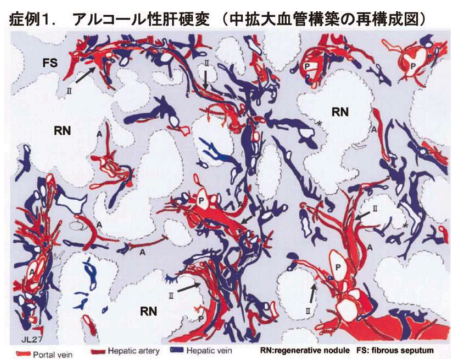 症例1. アルコール性肝硬変 (中拡大血管構築の再構成図)
FS
II
II
P
P
RN
RN
A
A
A
II
A
A
P
P
A
RN
II
P
II
JL27
Portal vein Hepatic artery Hepatic vein RN:regenerative nodule FS: fibrous septum